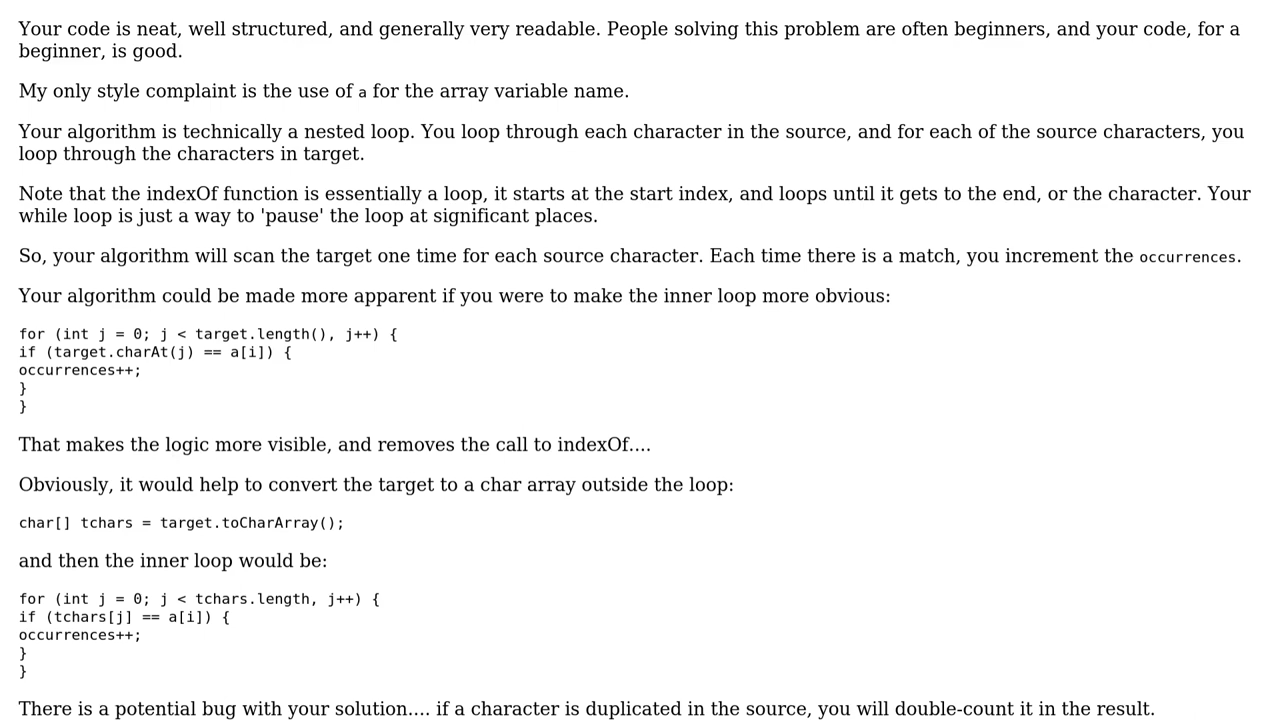 Your code is neat, well structured, and generally very readable. People solving this problem are often beginners, and your code, for a
beginner, is good.
My only style complaint is the use of a for the array variable name.
Your algorithm is technically a nested loop. You loop through each character in the source, and for each of the source characters, you
loop through the characters in target.
Note that the indexOf function is essentially a loop, it starts at the start index, and loops until it gets to the end, or the character. Your
while loop is just a way to 'pause' the loop at significant places.
So, your algorithm will scan the target one time for each source character. Each time there is a match, you increment the occurrences.
Your algorithm could be made more apparent if you were to make the inner loop more obvious:
for (int j = 0; j < target.length(), j++) {
if (target.charAt(j) == a[i]) {
occurrences++;
}
}
That makes the logic more visible, and removes the call to indexOf....
Obviously, it would help to convert the target to a char array outside the loop:
char[] tchars = target.toCharArray();
and then the inner loop would be:
for (int j = 0; j < tchars.length, j++) {
if (tchars[j] == a[i]) {
occurrences++;
}
}
There is a potential bug with your solution.... if a character is duplicated in the source, you will double-count it in the result.